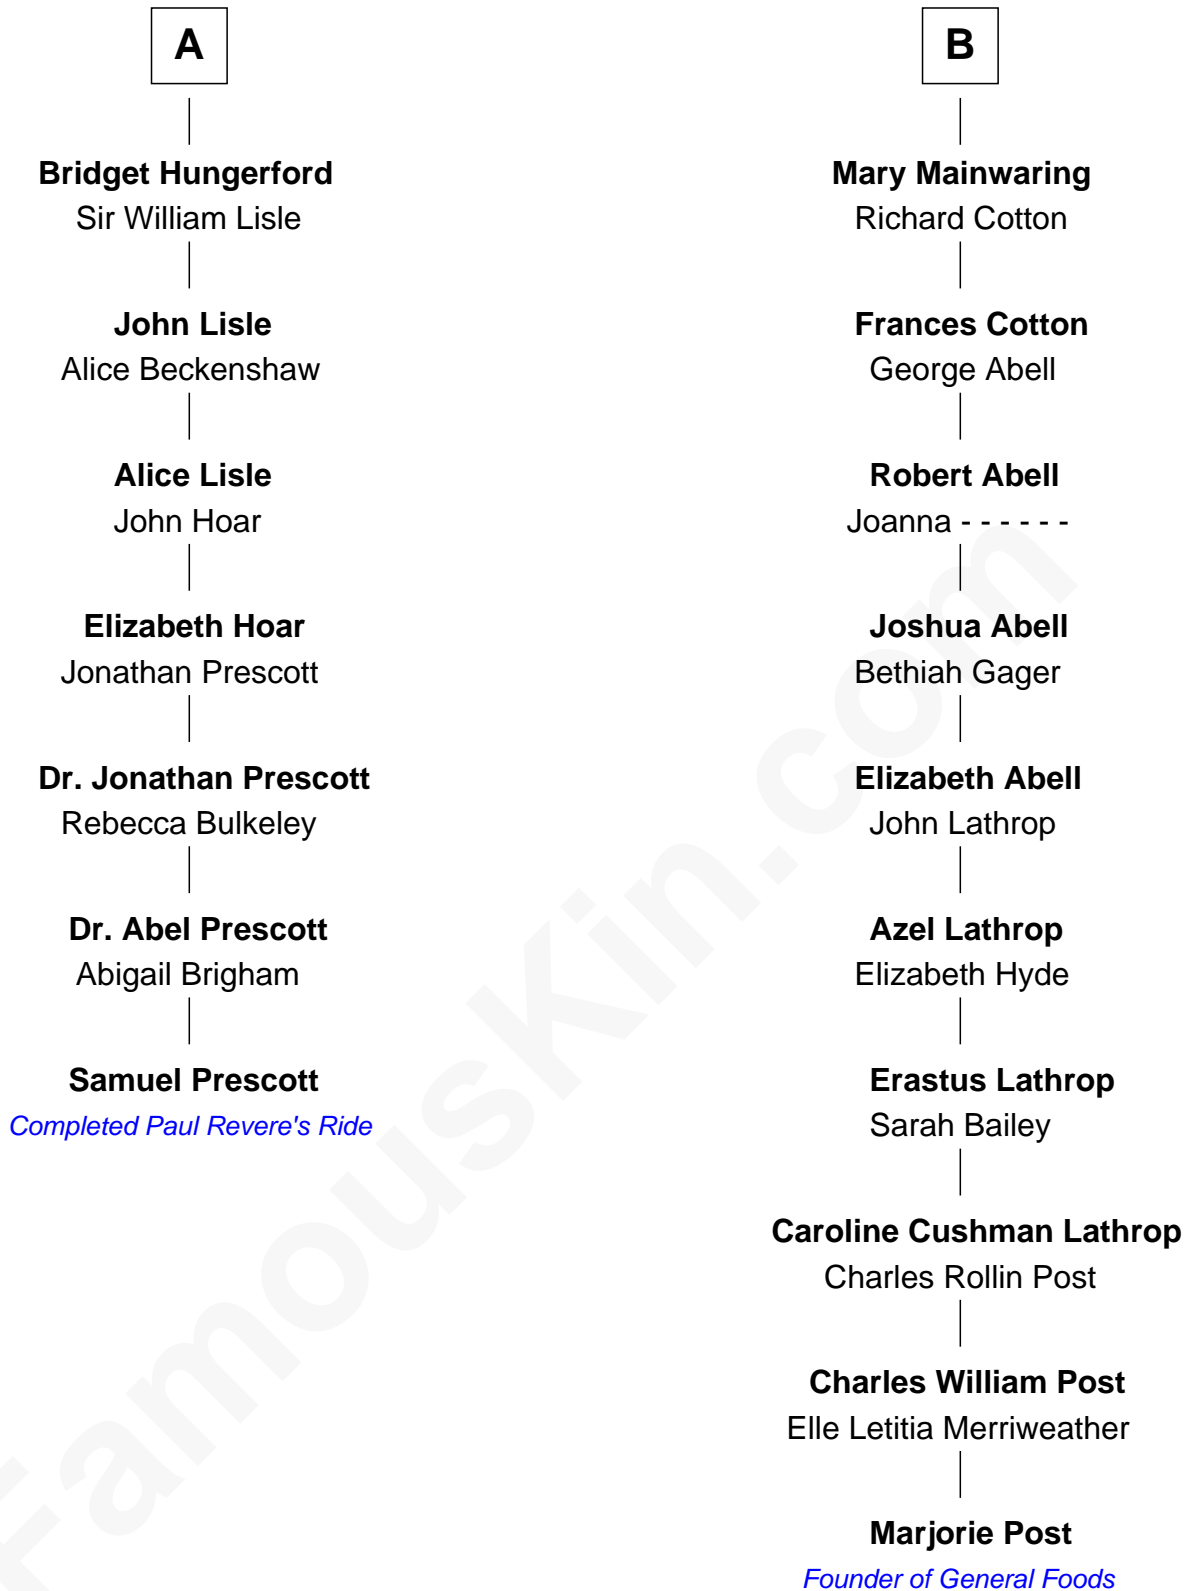 A
Bridget Hungerford
Sir William Lisle
John Lisle
Alice Beckenshaw
Alice Lisle
John Hoar
Elizabeth Hoar
Jonathan Prescott
Dr. Jonathan Prescott
Rebecca Bulkeley
Dr. Abel Prescott
Abigail Brigham
Samuel Prescott
Completed Paul Revere's Ride
B
Mary Mainwaring
Richard Cotton
Frances Cotton
George Abell
Robert Abell
Joanna - - - - - -
Joshua Abell
Bethiah Gager
Elizabeth Abell
John Lathrop
Azel Lathrop
Elizabeth Hyde
Erastus Lathrop
Sarah Bailey
Caroline Cushman Lathrop
Charles Rollin Post
Charles William Post
Elle Letitia Merriweather
Marjorie Post
Founder of General Foods
FamousKin.com